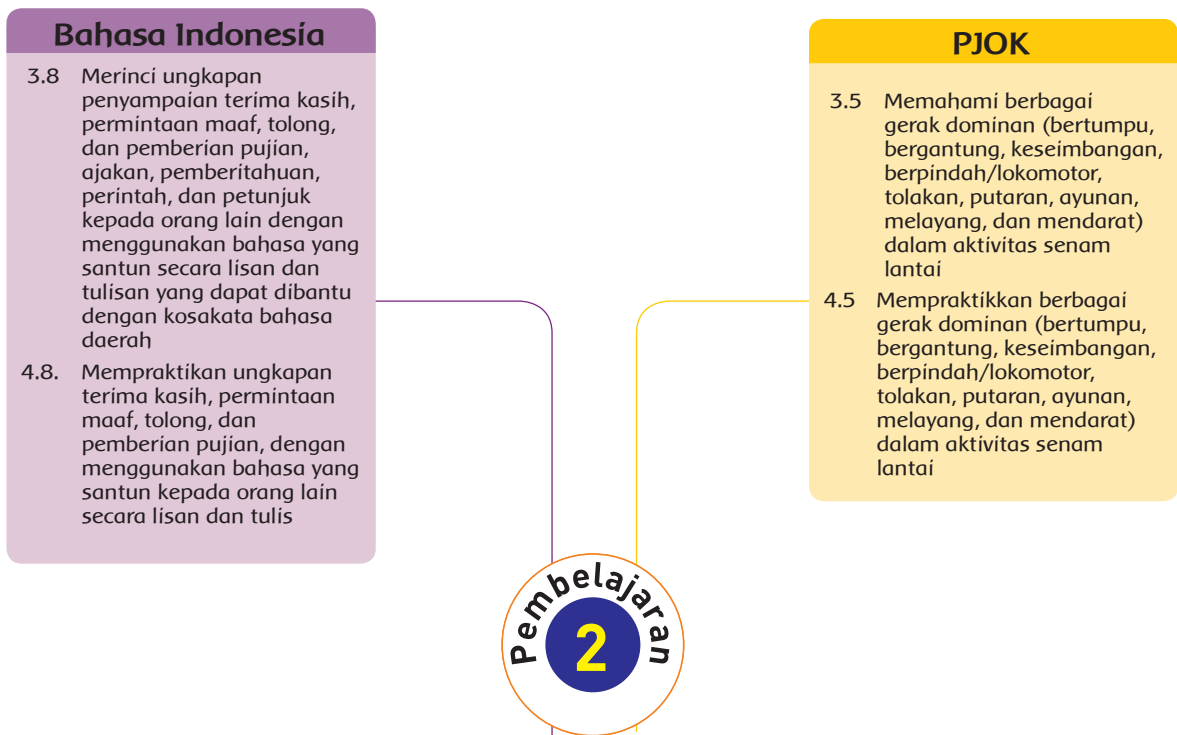 Bahasa Indonesia
3.8 Merinci ungkapan
penyampaian terima kasih,
permintaan maaf, tolong,
dan pemberian pujian,
ajakan, pemberitahuan,
perintah, dan petunjuk
kepada orang lain dengan
menggunakan bahasa yang
santun secara lisan dan
tulisan yang dapat dibantu
dengan kosakata bahasa
daerah
4.8. Mempraktikan ungkapan
terima kasih, permintaan
maaf, tolong, dan
pemberian pujian, dengan
menggunakan bahasa yang
santun kepada orang lain
secara lisan dan tulis
PJOK
3.5 Memahami berbagai
gerak dominan (bertumpu,
bergantung, keseimbangan,
berpindah/lokomotor,
tolakan, putaran, ayunan,
melayang, dan mendarat)
dalam aktivitas senam
lantai
4.5 Mempraktikkan berbagai
gerak dominan (bertumpu,
bergantung, keseimbangan,
berpindah/lokomotor,
tolakan, putaran, ayunan,
melayang, dan mendarat)
dalam aktivitas senam
lantai
Pembelajaran
2